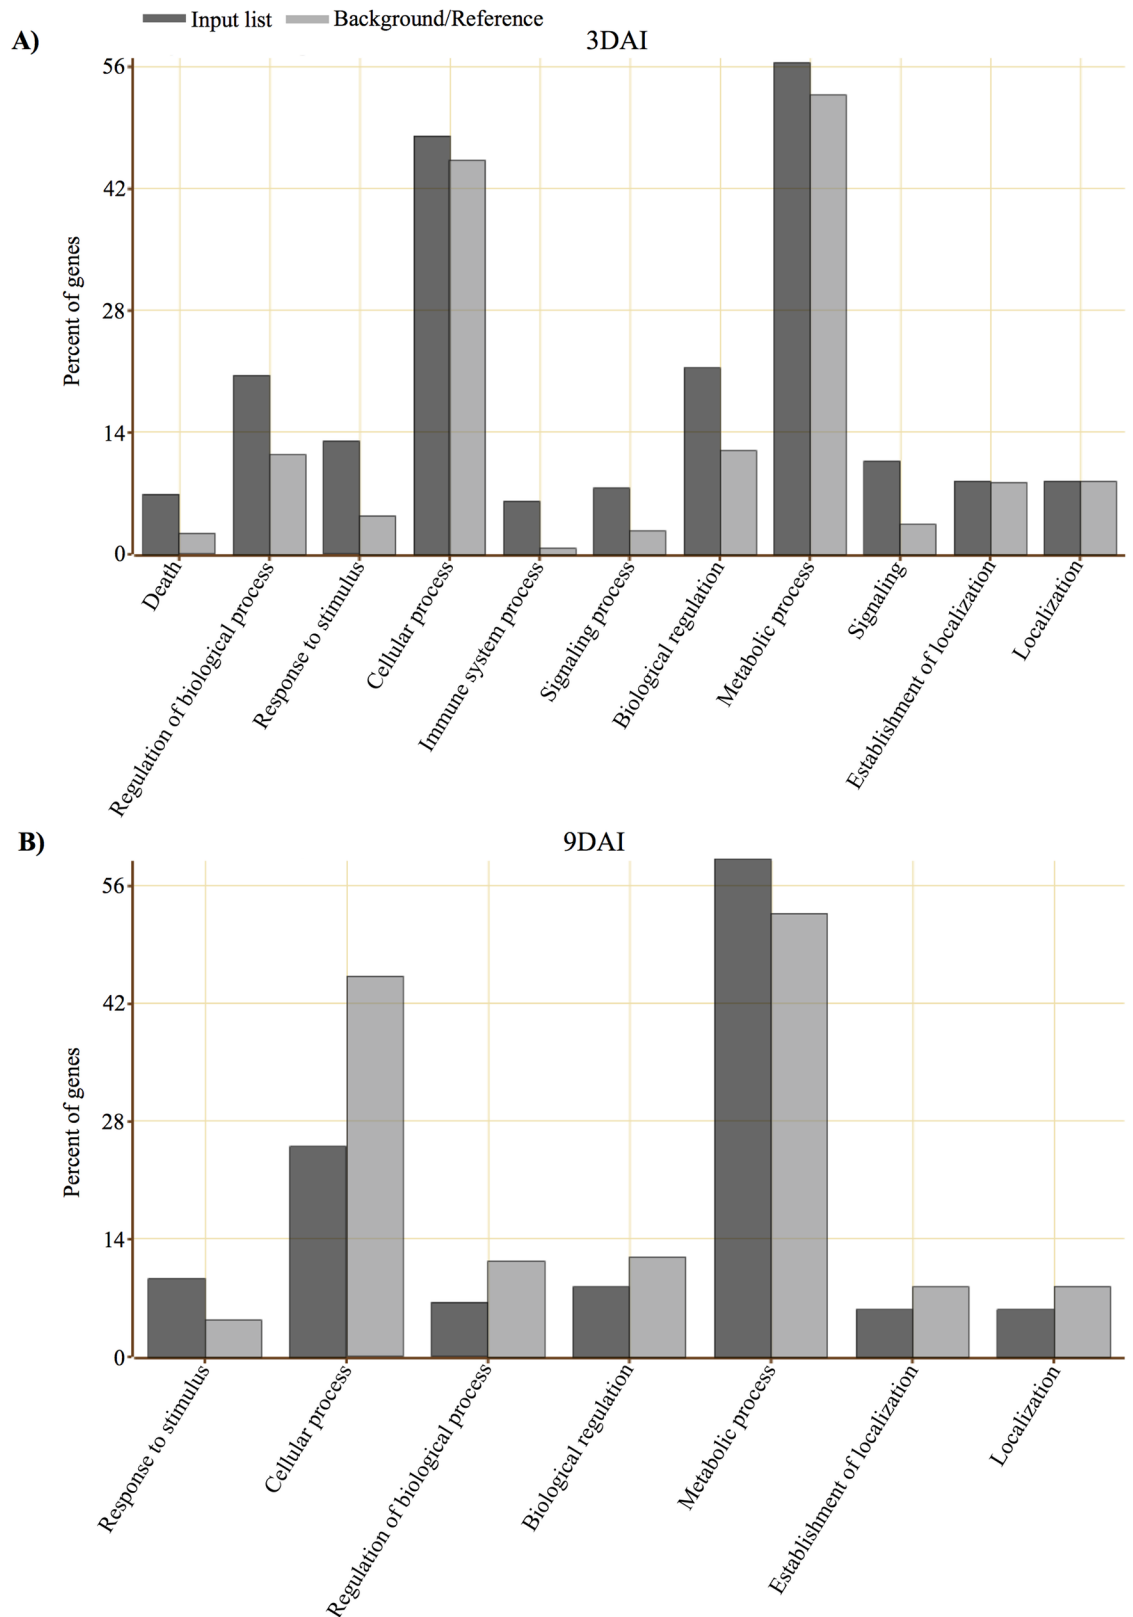 Input list Background/Reference
A) 3DAI
56
42
28
14
0
Percent of genes
Death
Regulation of biological process
Response to stimulus
Cellular process
Immune system process
Signaling process
Biological regulation
Metabolic process
Signaling
Establishment of localization
Localization
B) 9DAI
56
42
28
14
0
Percent of genes
Response to stimulus
Cellular process
Regulation of biological process
Biological regulation
Metabolic process
Establishment of localization
Localization